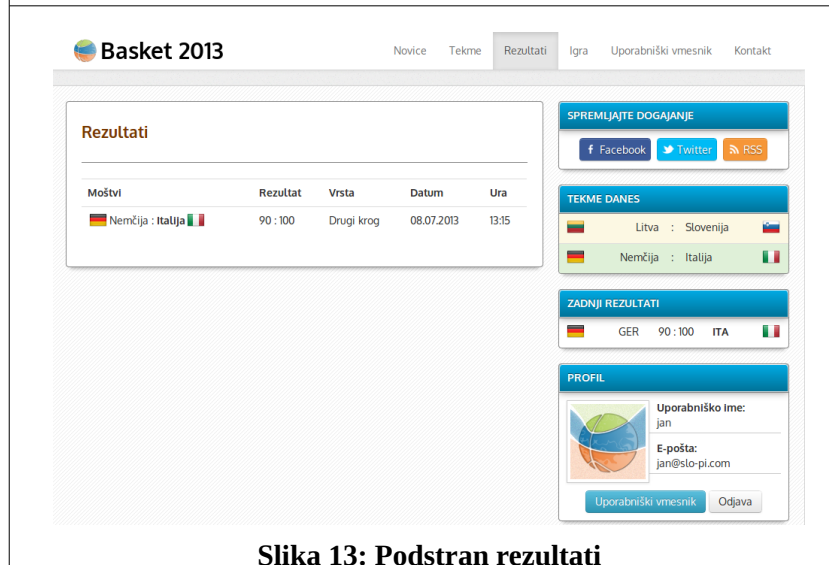 Basket 2013
Novice Tekme Rezultati Igra Uporabniški vmesnik Kontakt
Rezultati
Moštvi Rezultat Vrsta Datum Ura
Nemčija : Italija 90 : 100 Drugi krog 08.07.2013 13:15
SPREMLJAJTE DOGAJANJE
Facebook Twitter RSS
TEKME DANES
Litva : Slovenija
Nemčija : Italija
ZADNJI REZULTATI
GER 90 : 100 ITA
PROFIL
Uporabniško ime:
jan
E-pošta:
jan@slo-pi.com
Uporabniški vmesnik Odjava
Slika 13: Podstran rezultati